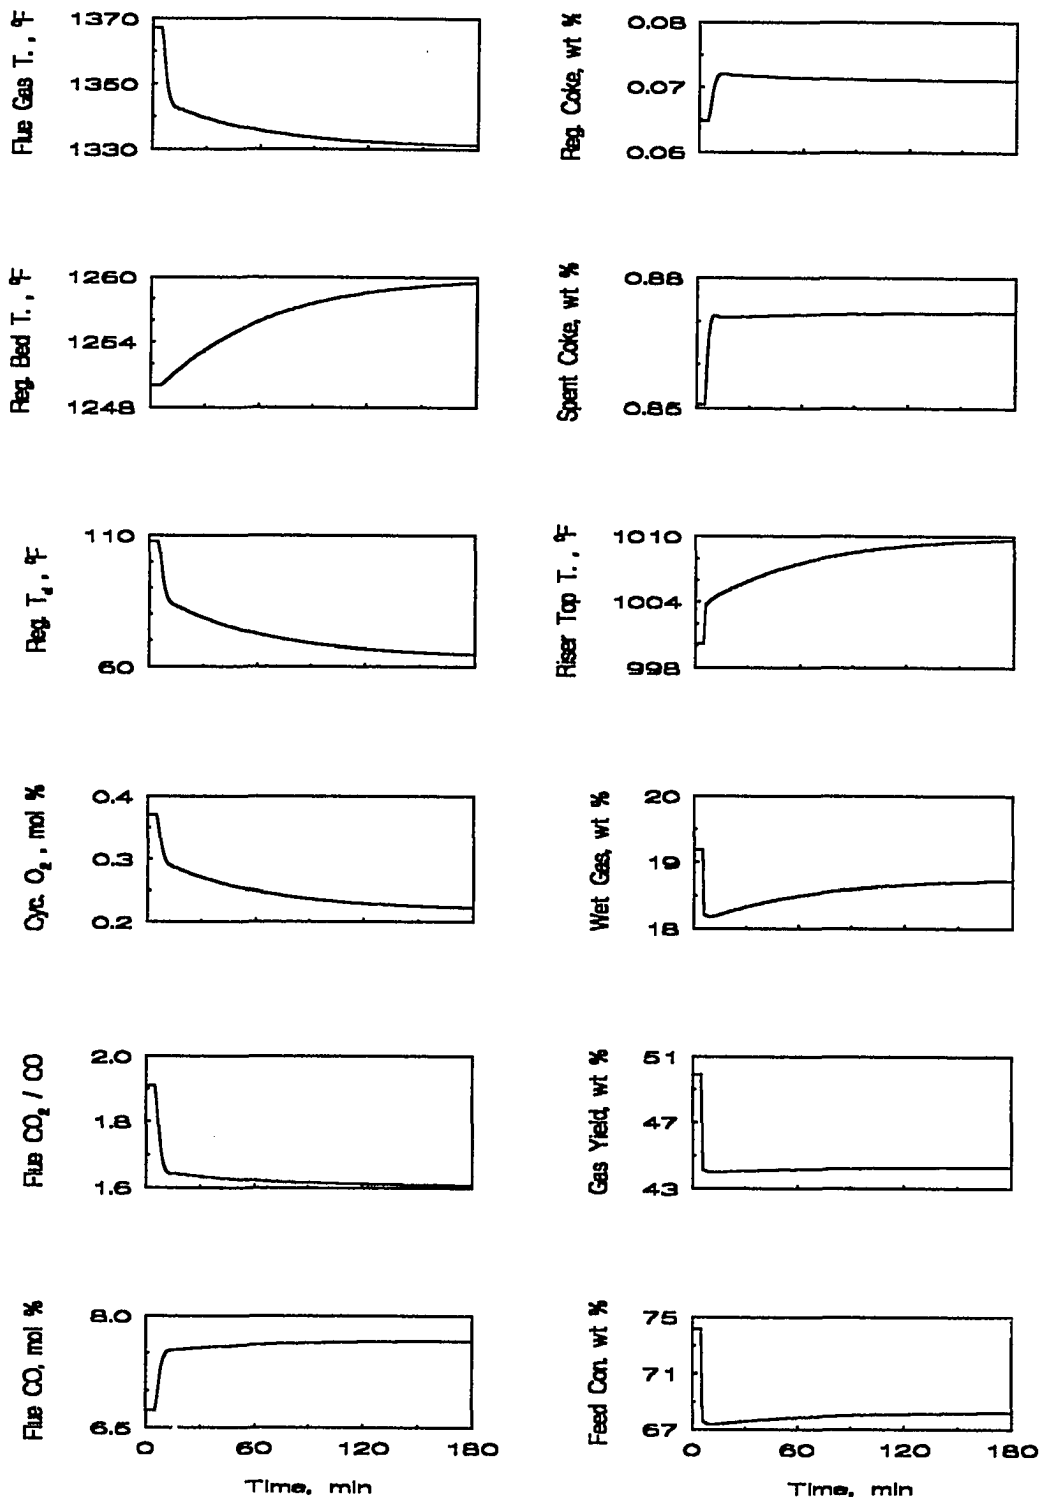 Flue Gas T., °F
1370
1350
1330
Reg. Coke, wt %
0.08
0.07
0.06
Reg. Bed T., °F
1260
1254
1248
Spent Coke, wt %
0.88
0.85
Reg. Td, °F
110
60
Riser Top T., °F
1010
1004
998
Cyc. O2, mol %
0.4
0.3
0.2
Wet Gas, wt %
20
19
18
Flue CO2 / CO
2.0
1.8
1.6
Gas Yield, wt %
51
47
43
Flue CO, mol %
8.0
6.5
0 60 120 180
Time, min
Feed Con. wt %
75
71
67
0 60 120 180
Time, min